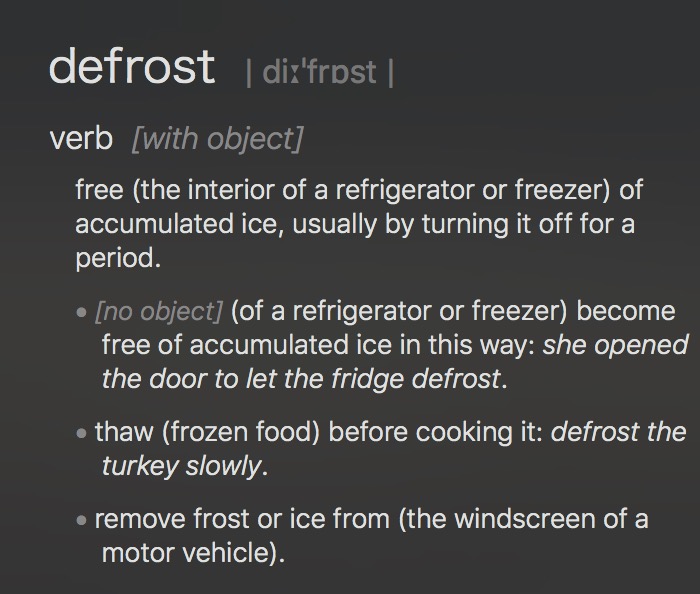 defrost | diːˈfrɒst |
verb [with object]
free (the interior of a refrigerator or freezer) of
accumulated ice, usually by turning it off for a
period.
• [no object] (of a refrigerator or freezer) become
free of accumulated ice in this way: she opened
the door to let the fridge defrost.
• thaw (frozen food) before cooking it: defrost the
turkey slowly.
• remove frost or ice from (the windscreen of a
motor vehicle).